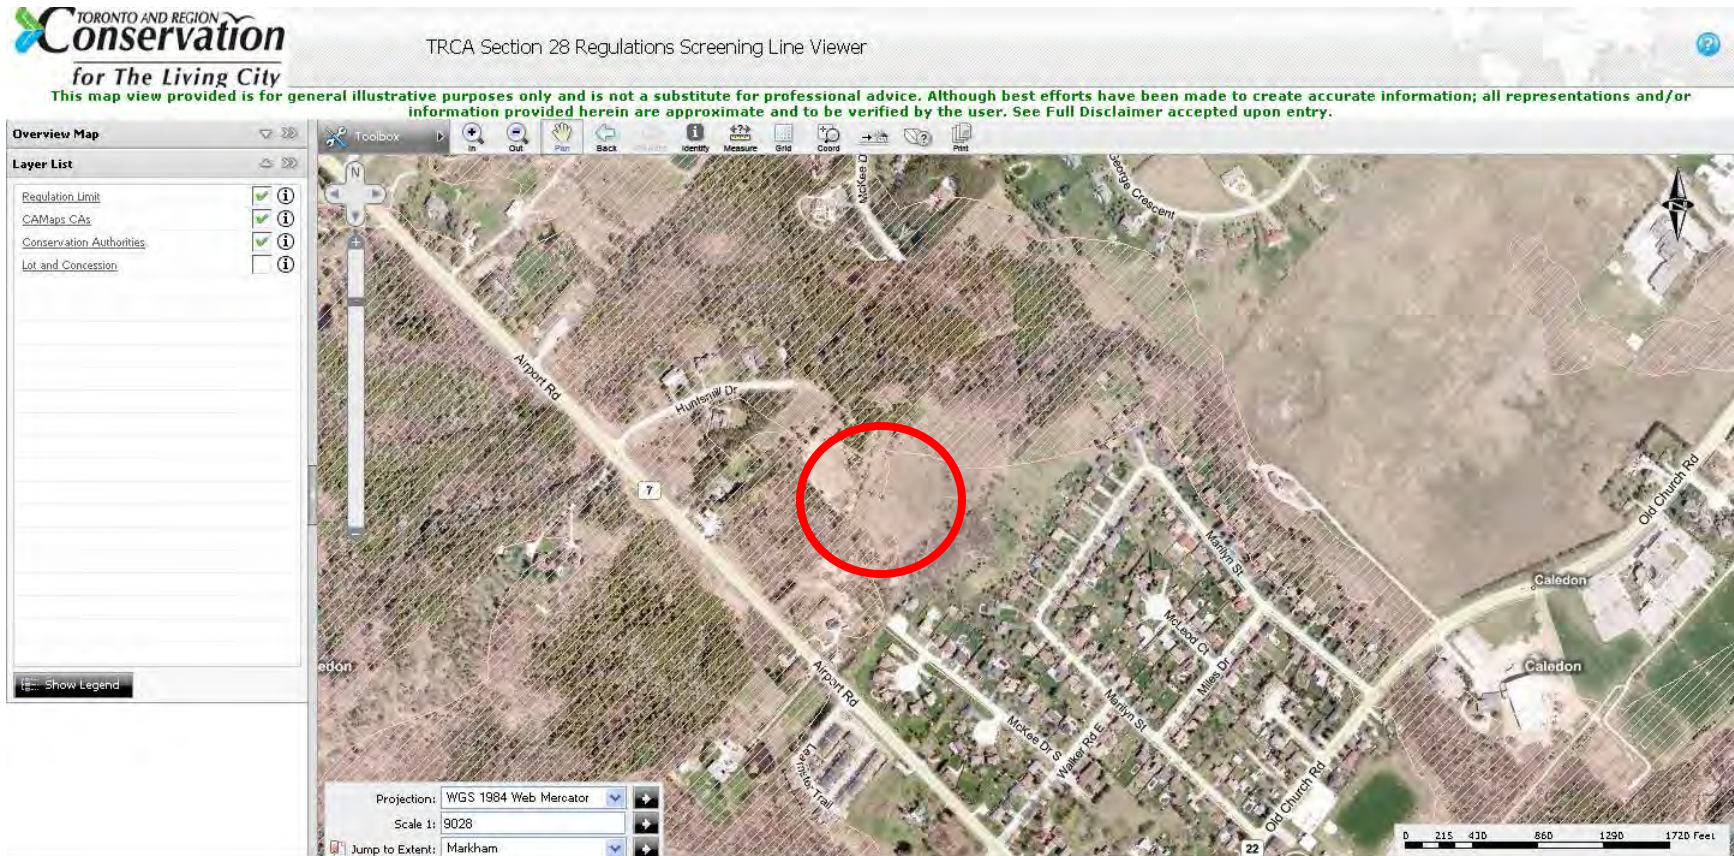 TORONTO AND REGION
Conservation
for The Living City
TRCA Section 28 Regulations Screening Line Viewer
This map view provided is for general illustrative purposes only and is not a substitute for professional advice. Although best efforts have been made to create accurate information; all representations and/or
information provided herein are approximate and to be verified by the user. See Full Disclaimer accepted upon entry.
Overview Map
Toolbox
In
Out
Pan
Back
Identify
Measure
Grid
Coord
Print
Layer List
Regulation Limit
CAMaps CAs
Conservation Authorities
Lot and Concession
Show Legend
N
McKee D
George Crescent
N
Airport Rd
Huntsmill Dr
7
Old Church Rd
Marilyn St
Caledon
McLeod Ct
Miles Dr
Caledon
edon
Airport Rd
Marilyn St
McKee Dr S
Walker Rd E
Leamster Trail
Old Church Rd
22
Projection: WGS 1984 Web Mercator
Scale 1: 9028
Jump to Extent: Markham
0 215 430 860 1290 1720 Feet